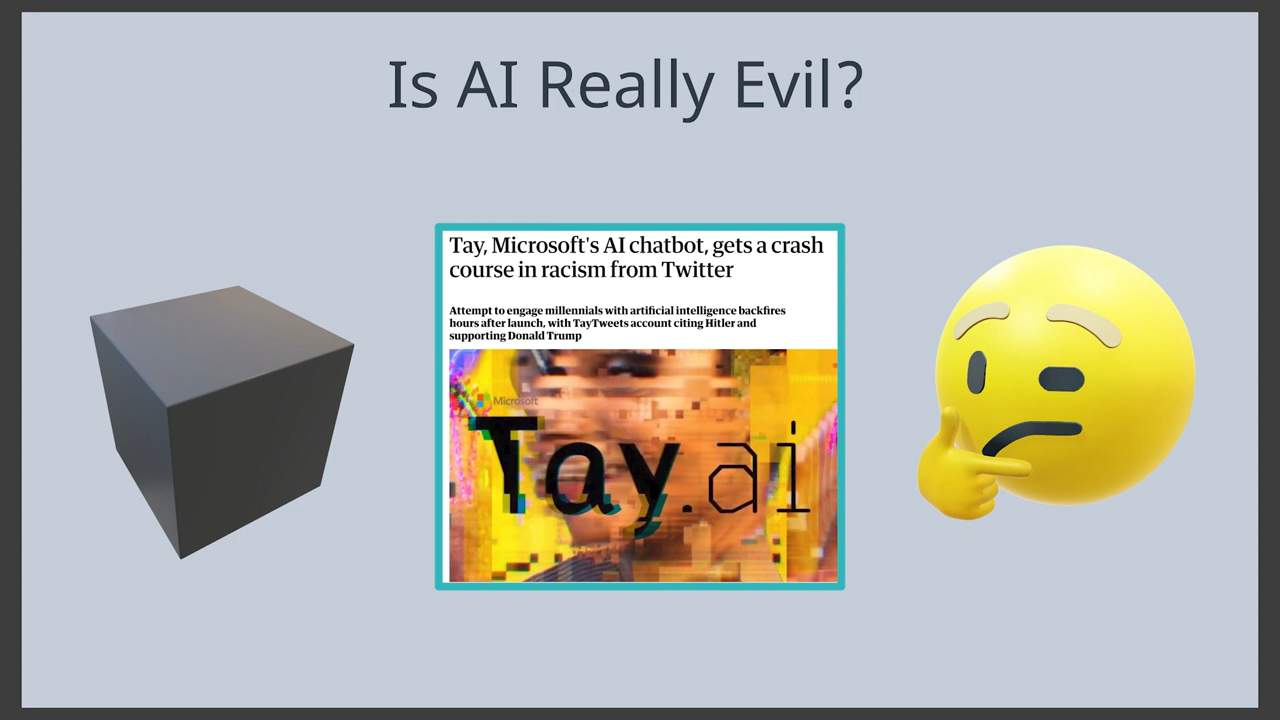 Is AI Really Evil?
Tay, Microsoft's AI chatbot, gets a crash
course in racism from Twitter
Attempt to engage millennials with artificial intelligence backfires
hours after launch, with TayTweets account citing Hitler and
supporting Donald Trump
Microsoft
Tay.ai